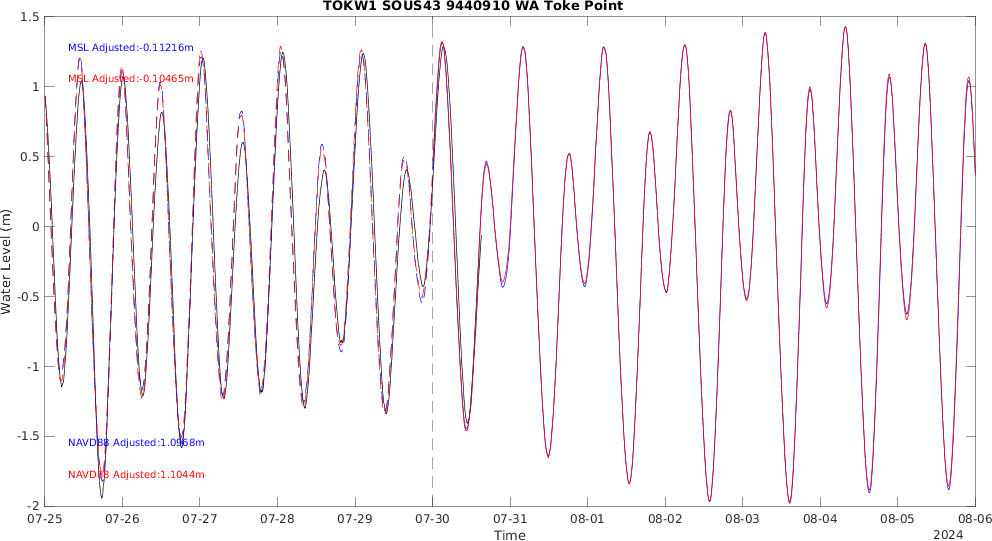 TOKW1 SOUS43 9440910 WA Toke Point
MSL Adjusted:-0.11216m
MSL Adjusted:-0.10465m
NAVD88 Adjusted:1.0968m
NAVD88 Adjusted:1.1044m
Water Level (m)
1.5
1
0.5
0
-0.5
-1
-1.5
-2
07-25 07-26 07-27 07-28 07-29 07-30 07-31 08-01 08-02 08-03 08-04 08-05 08-06
Time
2024